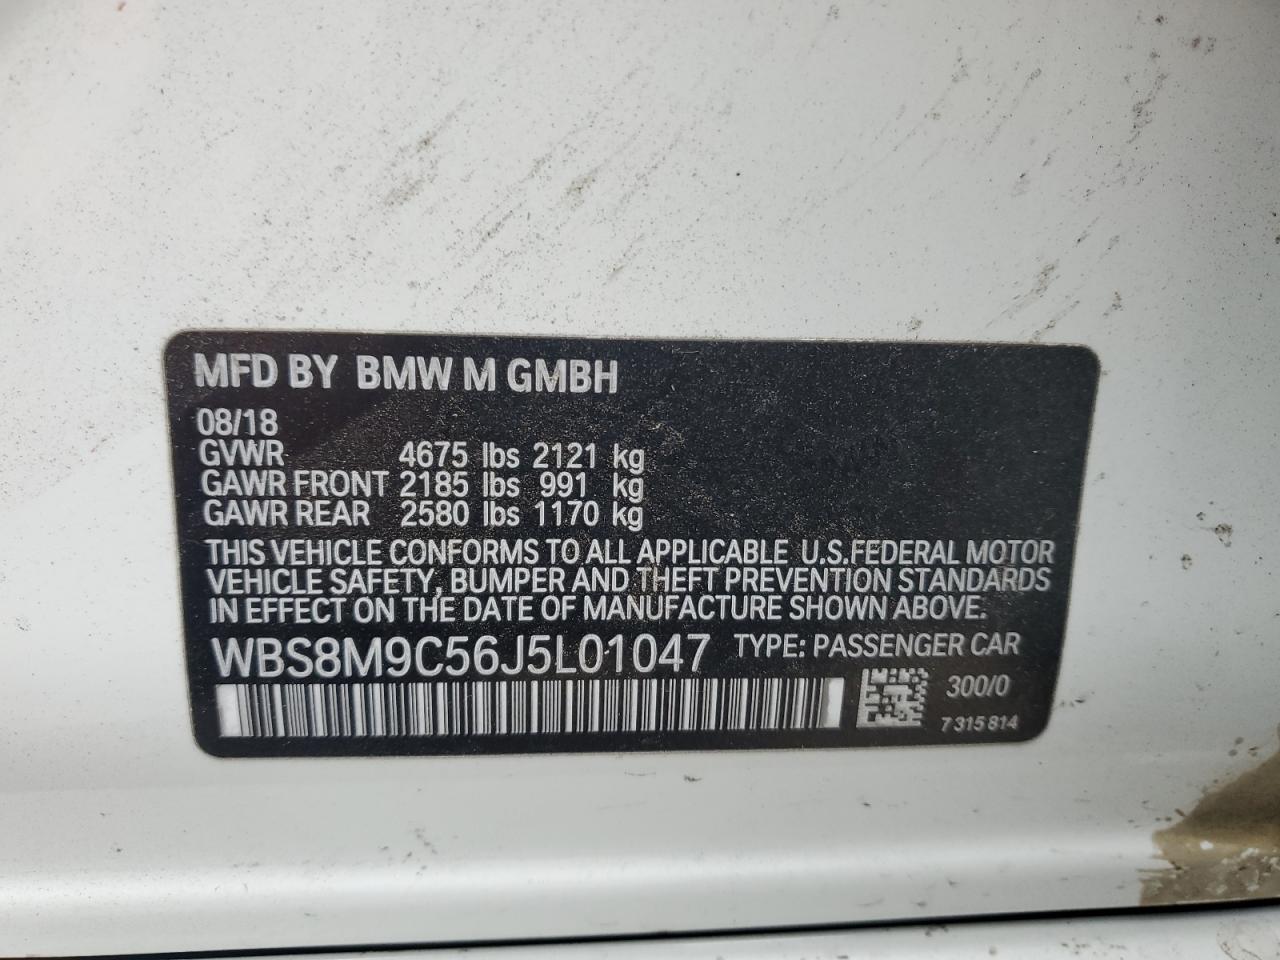 MFD BY BMW M GMBH
08/18
GVWR 4675 lbs 2121 kg
GAWR FRONT 2185 lbs 991 kg
GAWR REAR 2580 lbs 1170 kg
THIS VEHICLE CONFORMS TO ALL APPLICABLE U.S.FEDERAL MOTOR
VEHICLE SAFETY, BUMPER AND THEFT PREVENTION STANDARDS
IN EFFECT ON THE DATE OF MANUFACTURE SHOWN ABOVE.
WBS8M9C56J5L01047 TYPE: PASSENGER CAR
300/0
7 315 814